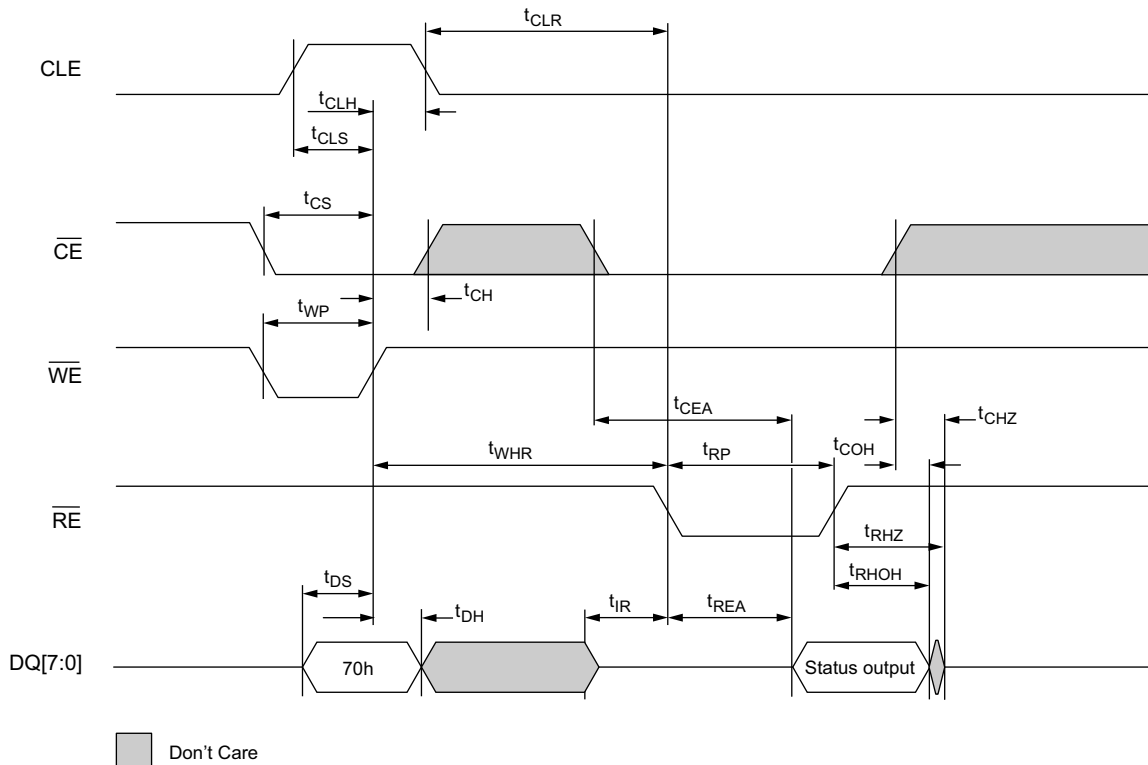 tCLR
CLE
tCLH
tCLS
tCS
CE
tCH
tWP
WE
tCEA
tCHZ
tWHR
tRP
tCOH
RE
tRHZ
tDS
tRHOH
tIR
tREA
tDH
DQ[7:0]
70h
Status output
Don't Care